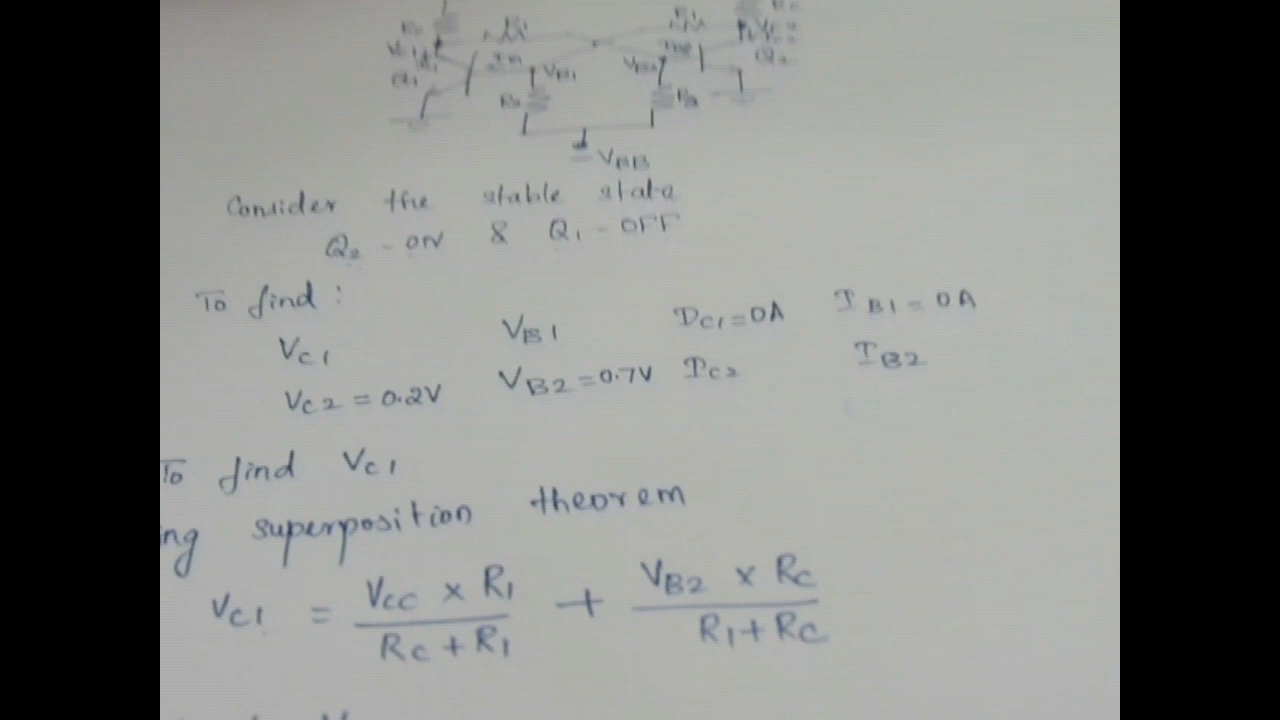 VB1
VBB
Consider the stable state
Q2 - ON & Q1 - OFF
To find :
VC1 VB1 IC1 = 0A IB1 = 0A
VC2 = 0.2V VB2 = 0.7V IC2 IB2
To find VC1
ng superposition theorem
VC1 = VCC × R1 / RC + R1 + VB2 × RC / R1 + RC